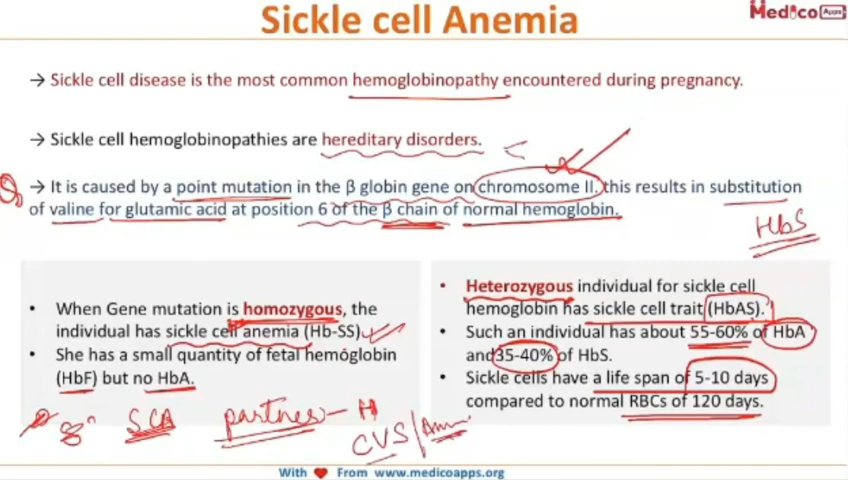 Sickle cell Anemia
Medico Apps
→ Sickle cell disease is the most common hemoglobinopathy encountered during pregnancy.
→ Sickle cell hemoglobinopathies are hereditary disorders.
→ It is caused by a point mutation in the β globin gene on chromosome II. this results in substitution
of valine for glutamic acid at position 6 of the β chain of normal hemoglobin.
HbS
• When Gene mutation is homozygous, the
individual has sickle cell anemia (Hb-SS).
• She has a small quantity of fetal hemoglobin
(HbF) but no HbA.
• Heterozygous individual for sickle cell
hemoglobin has sickle cell trait (HbAS).
• Such an individual has about 55-60% of HbA
and 35-40% of HbS.
• Sickle cells have a life span of 5-10 days
compared to normal RBCs of 120 days.
SCA partner – H
CVS/
With ❤ From www.medicoapps.org